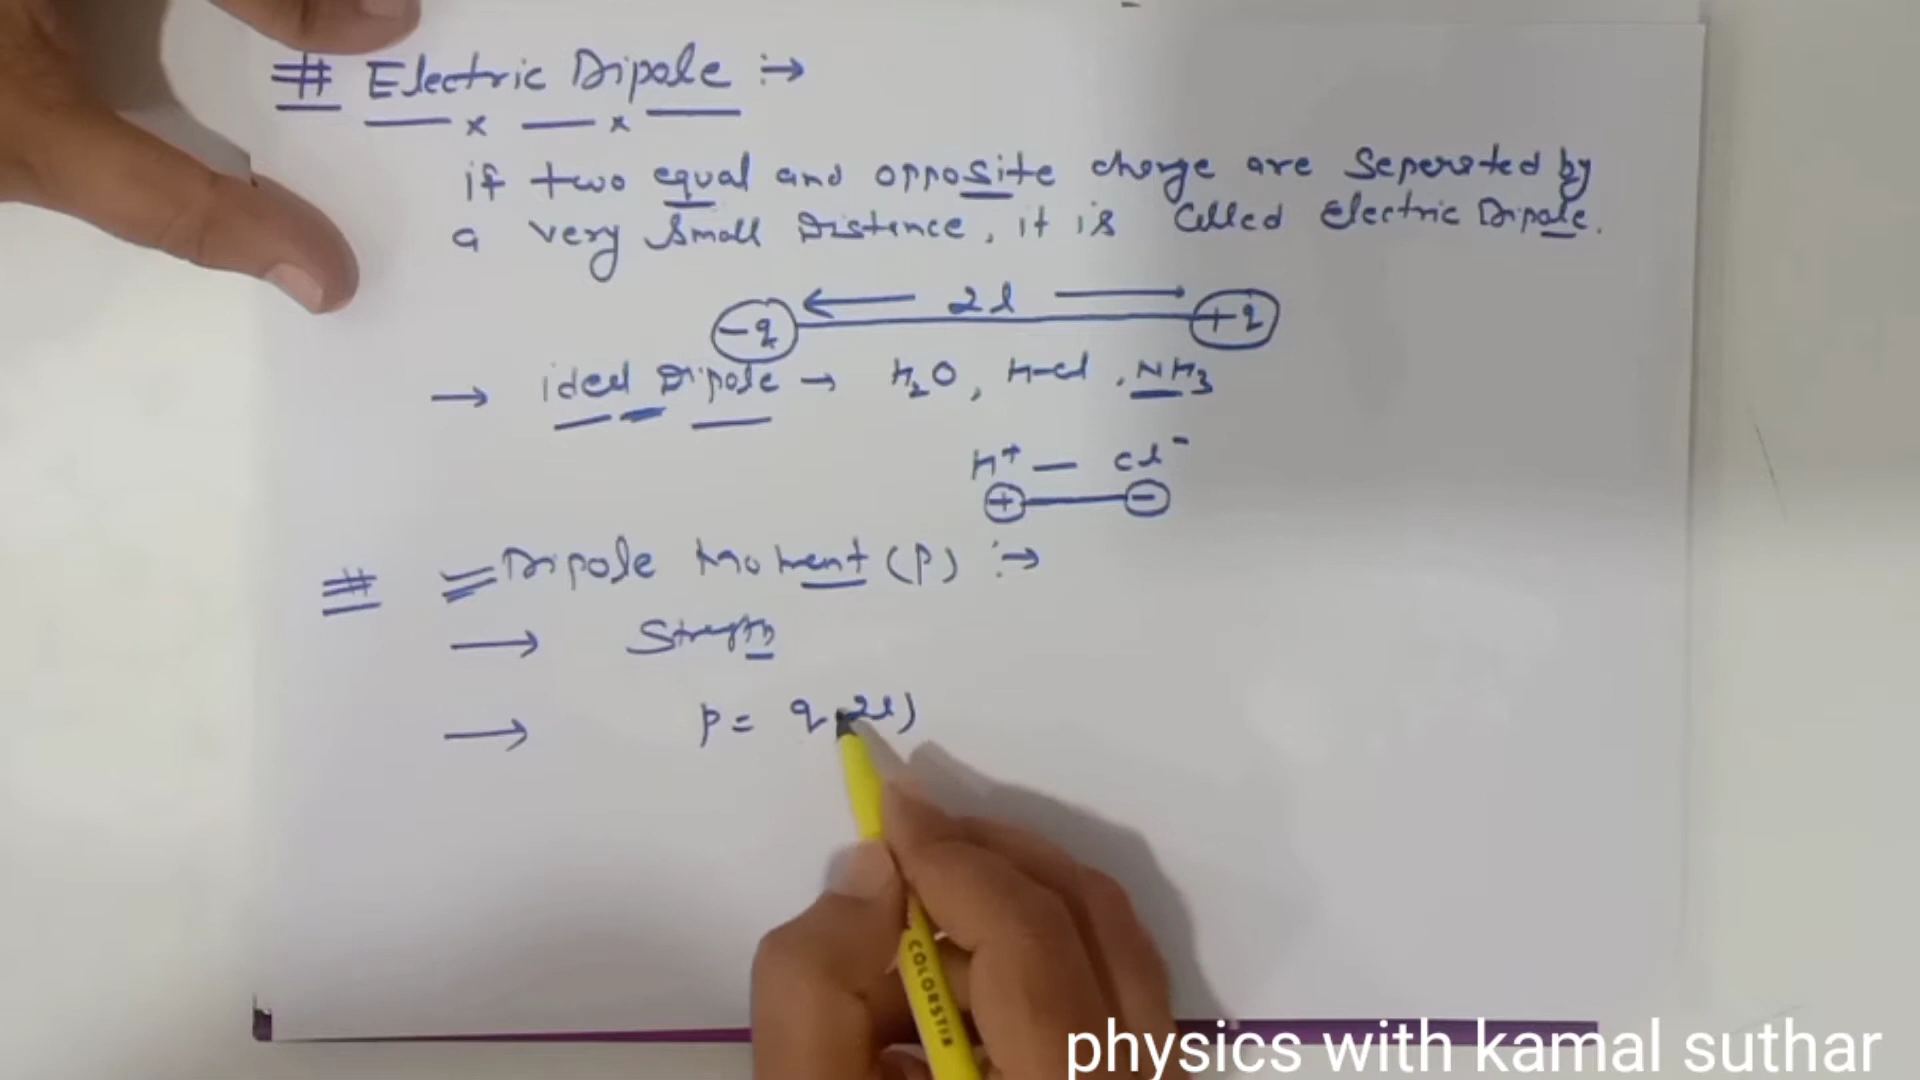 # Electric Dipole :→
if two equal and opposite charge are seperated by
a very small distance, it is called electric Dipole.
-q ← 2l → +q
→ ideal Dipole → H₂O, H-Cl, NH₃
H⁺ — Cl⁻
+ —
# Dipole Moment (P) :→
→ Strength
→ P = q(2l)
COLORSTIX
physics with kamal suthar